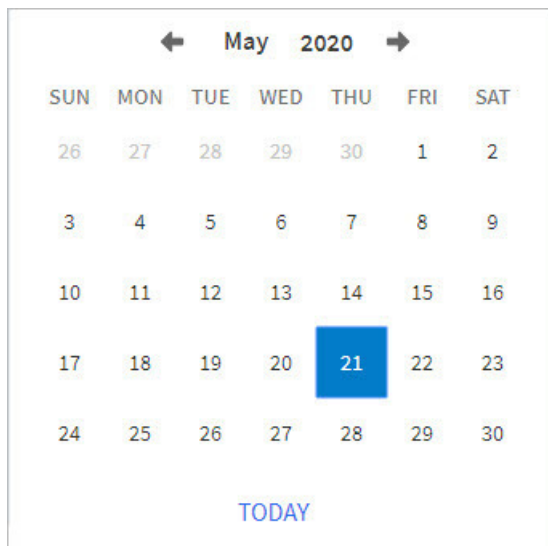 May 2020
SUN MON TUE WED THU FRI SAT
26 27 28 29 30 1 2
3 4 5 6 7 8 9
10 11 12 13 14 15 16
17 18 19 20 21 22 23
24 25 26 27 28 29 30
TODAY